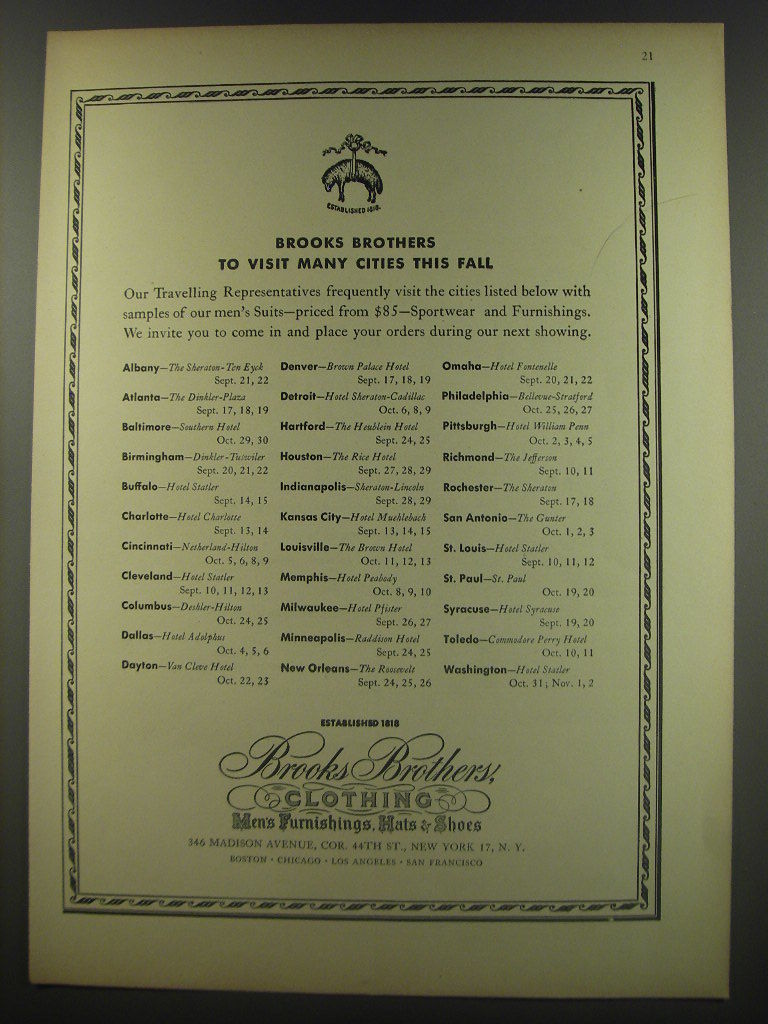 21
ESTABLISHED 1818.
BROOKS BROTHERS
TO VISIT MANY CITIES THIS FALL
Our Travelling Representatives frequently visit the cities listed below with
samples of our men's Suits—priced from $85—Sportwear and Furnishings.
We invite you to come in and place your orders during our next showing.
Albany—The Sheraton-Ten Eyck
Sept. 21, 22
Atlanta—The Dinkler-Plaza
Sept. 17, 18, 19
Baltimore—Southern Hotel
Oct. 29, 30
Birmingham—Dinkler-Tutwiler
Sept. 20, 21, 22
Buffalo—Hotel Statler
Sept. 14, 15
Charlotte—Hotel Charlotte
Sept. 13, 14
Cincinnati—Netherland-Hilton
Oct. 5, 6, 8, 9
Cleveland—Hotel Statler
Sept. 10, 11, 12, 13
Columbus—Deshler-Hilton
Oct. 24, 25
Dallas—Hotel Adolphus
Oct. 4, 5, 6
Dayton—Van Cleve Hotel
Oct. 22, 23
Denver—Brown Palace Hotel
Sept. 17, 18, 19
Detroit—Hotel Sheraton-Cadillac
Oct. 6, 8, 9
Hartford—The Heublein Hotel
Sept. 24, 25
Houston—The Rice Hotel
Sept. 27, 28, 29
Indianapolis—Sheraton-Lincoln
Sept. 28, 29
Kansas City—Hotel Muehlebach
Sept. 13, 14, 15
Louisville—The Brown Hotel
Oct. 11, 12, 13
Memphis—Hotel Peabody
Oct. 8, 9, 10
Milwaukee—Hotel Pfister
Sept. 26, 27
Minneapolis—Raddison Hotel
Sept. 24, 25
New Orleans—The Roosevelt
Sept. 24, 25, 26
Omaha—Hotel Fontenelle
Sept. 20, 21, 22
Philadelphia—Bellevue-Stratford
Oct. 25, 26, 27
Pittsburgh—Hotel William Penn
Oct. 2, 3, 4, 5
Richmond—The Jefferson
Sept. 10, 11
Rochester—The Sheraton
Sept. 17, 18
San Antonio—The Gunter
Oct. 1, 2, 3
St. Louis—Hotel Statler
Sept. 10, 11, 12
St. Paul—St. Paul
Oct. 19, 20
Syracuse—Hotel Syracuse
Sept. 19, 20
Toledo—Commodore Perry Hotel
Oct. 10, 11
Washington—Hotel Statler
Oct. 31; Nov. 1, 2
ESTABLISHED 1818
Brooks Brothers,
CLOTHING
Men's Furnishings, Hats & Shoes
346 MADISON AVENUE, COR. 44TH ST., NEW YORK 17, N. Y.
BOSTON · CHICAGO · LOS ANGELES · SAN FRANCISCO